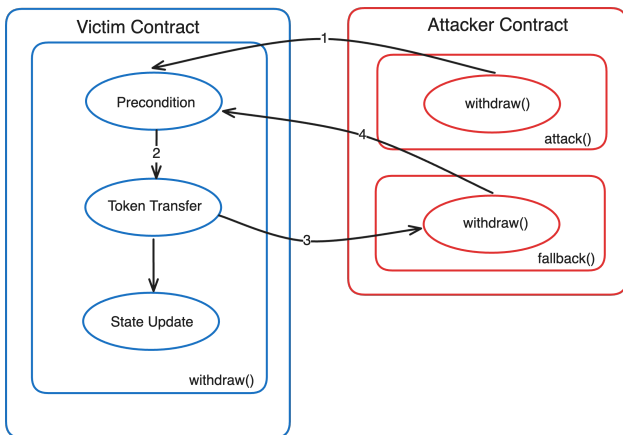 Victim Contract
Attacker Contract
1
Precondition
withdraw()
attack()
4
2
Token Transfer
withdraw()
3
fallback()
State Update
withdraw()